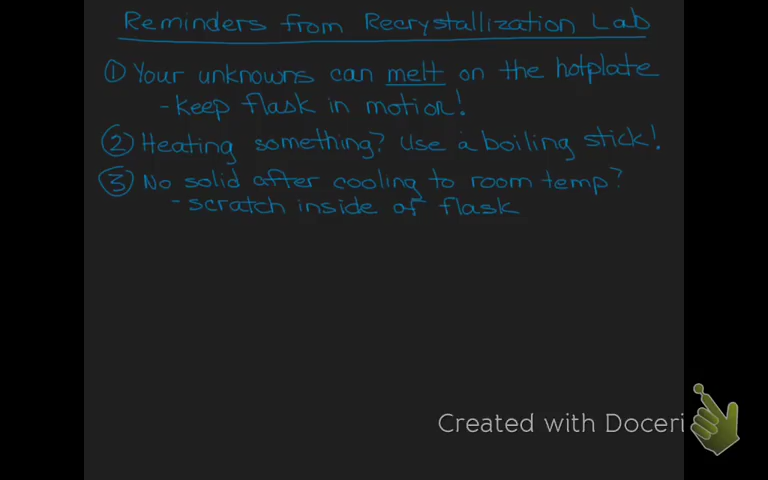 Reminders from Recrystallization Lab
① Your unknowns can melt on the hotplate
- Keep flask in motion!
② Heating something? Use a boiling stick!
③ No solid after cooling to room temp?
- scratch inside of flask
Created with Doceri